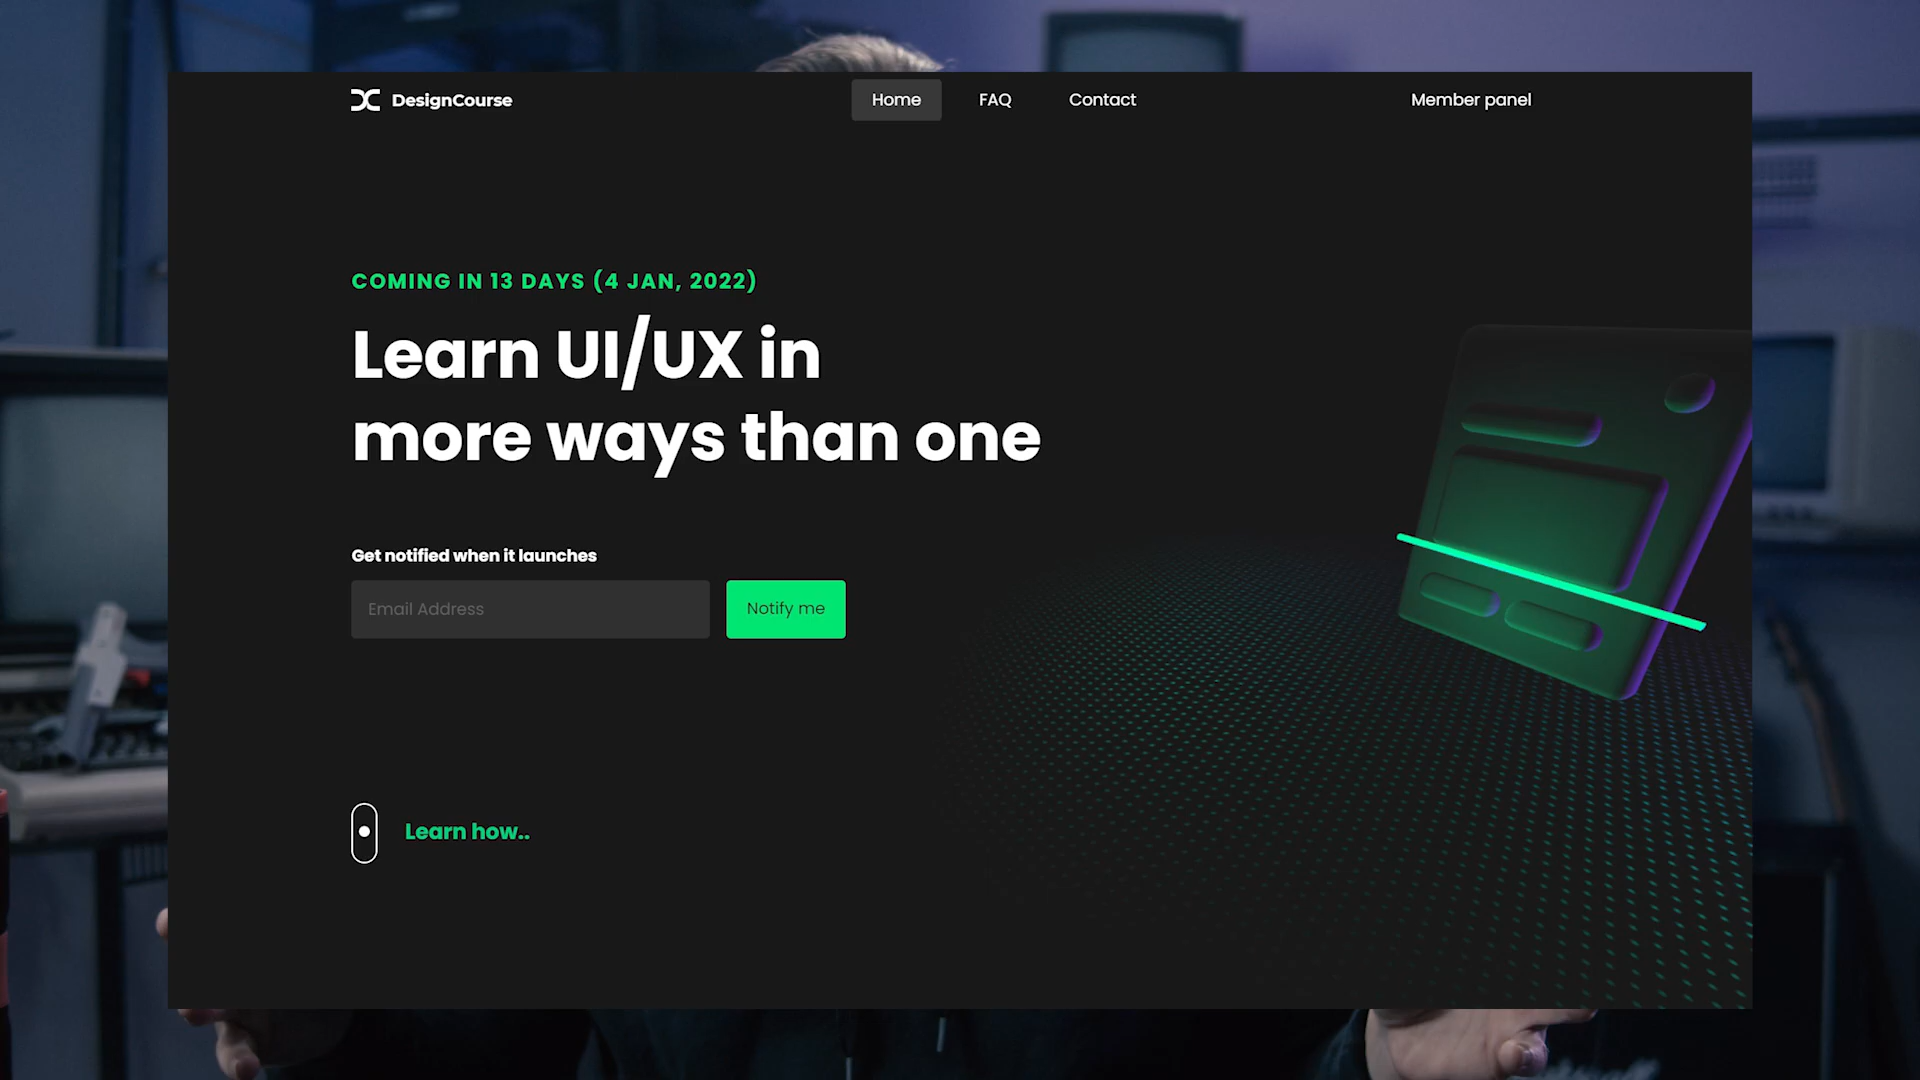 DesignCourse
Home
FAQ
Contact
Member panel
COMING IN 13 DAYS (4 JAN, 2022)
Learn UI/UX in
more ways than one
Get notified when it launches
Email Address
Notify me
Learn how..